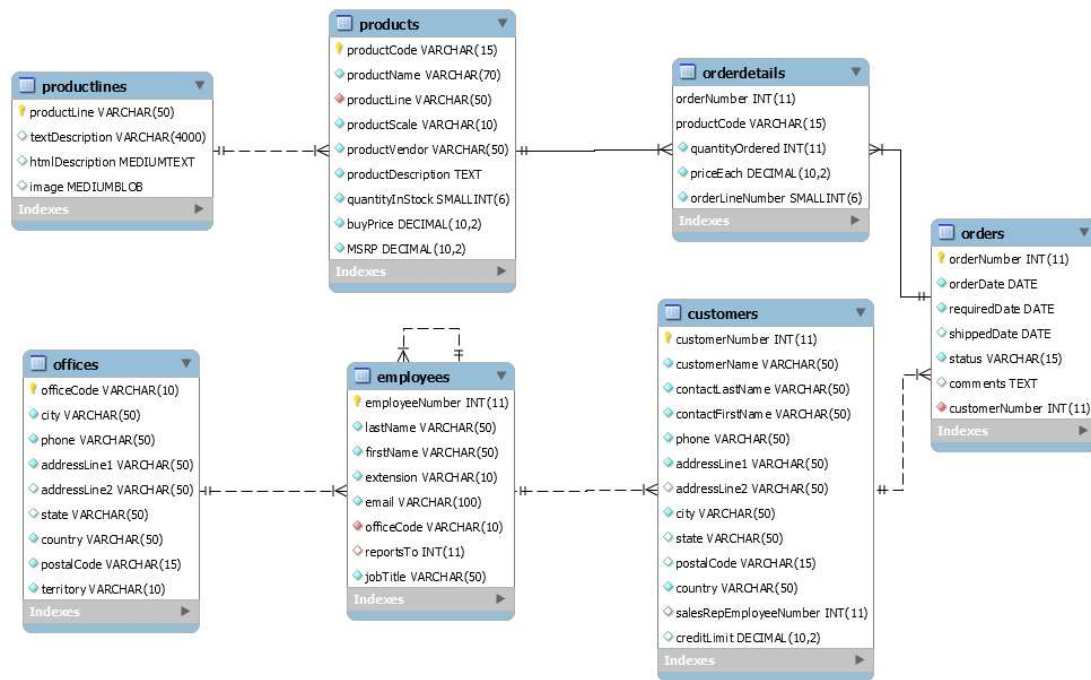 productlines
productLine VARCHAR(50)
textDescription VARCHAR(4000)
htmlDescription MEDIUMTEXT
image MEDIUMBLOB
Indexes
products
productCode VARCHAR(15)
productName VARCHAR(70)
productLine VARCHAR(50)
productScale VARCHAR(10)
productVendor VARCHAR(50)
productDescription TEXT
quantityInStock SMALLINT(6)
buyPrice DECIMAL(10,2)
MSRP DECIMAL(10,2)
Indexes
orderdetails
orderNumber INT(11)
productCode VARCHAR(15)
quantityOrdered INT(11)
priceEach DECIMAL(10,2)
orderLineNumber SMALLINT(6)
Indexes
orders
orderNumber INT(11)
orderDate DATE
requiredDate DATE
shippedDate DATE
status VARCHAR(15)
comments TEXT
customerNumber INT(11)
Indexes
offices
officeCode VARCHAR(10)
city VARCHAR(50)
phone VARCHAR(50)
addressLine1 VARCHAR(50)
addressLine2 VARCHAR(50)
state VARCHAR(50)
country VARCHAR(50)
postalCode VARCHAR(15)
territory VARCHAR(10)
Indexes
employees
employeeNumber INT(11)
lastName VARCHAR(50)
firstName VARCHAR(50)
extension VARCHAR(10)
email VARCHAR(100)
officeCode VARCHAR(10)
reportsTo INT(11)
jobTitle VARCHAR(50)
Indexes
customers
customerNumber INT(11)
customerName VARCHAR(50)
contactLastName VARCHAR(50)
contactFirstName VARCHAR(50)
phone VARCHAR(50)
addressLine1 VARCHAR(50)
addressLine2 VARCHAR(50)
city VARCHAR(50)
state VARCHAR(50)
postalCode VARCHAR(15)
country VARCHAR(50)
salesRepEmployeeNumber INT(11)
creditLimit DECIMAL(10,2)
Indexes